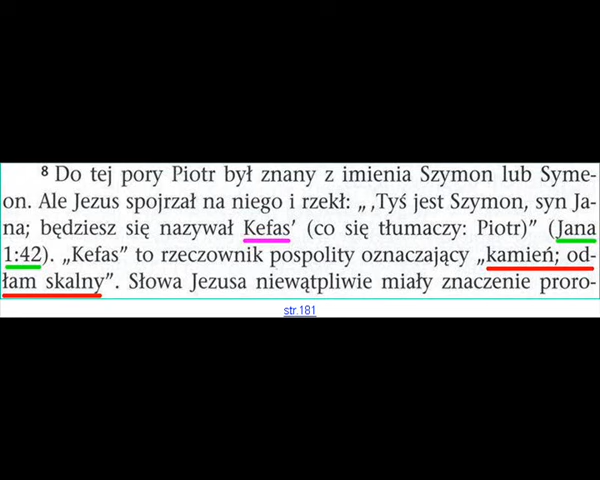 ⁸ Do tej pory Piotr był znany z imienia Szymon lub Syme-
on. Ale Jezus spojrzał na niego i rzekł: „‚Tyś jest Szymon, syn Ja-
na; będziesz się nazywał Kefas’ (co się tłumaczy: Piotr)” (Jana
1:42). „Kefas” to rzeczownik pospolity oznaczający „kamień; od-
łam skalny”. Słowa Jezusa niewątpliwie miały znaczenie proro-
str.181